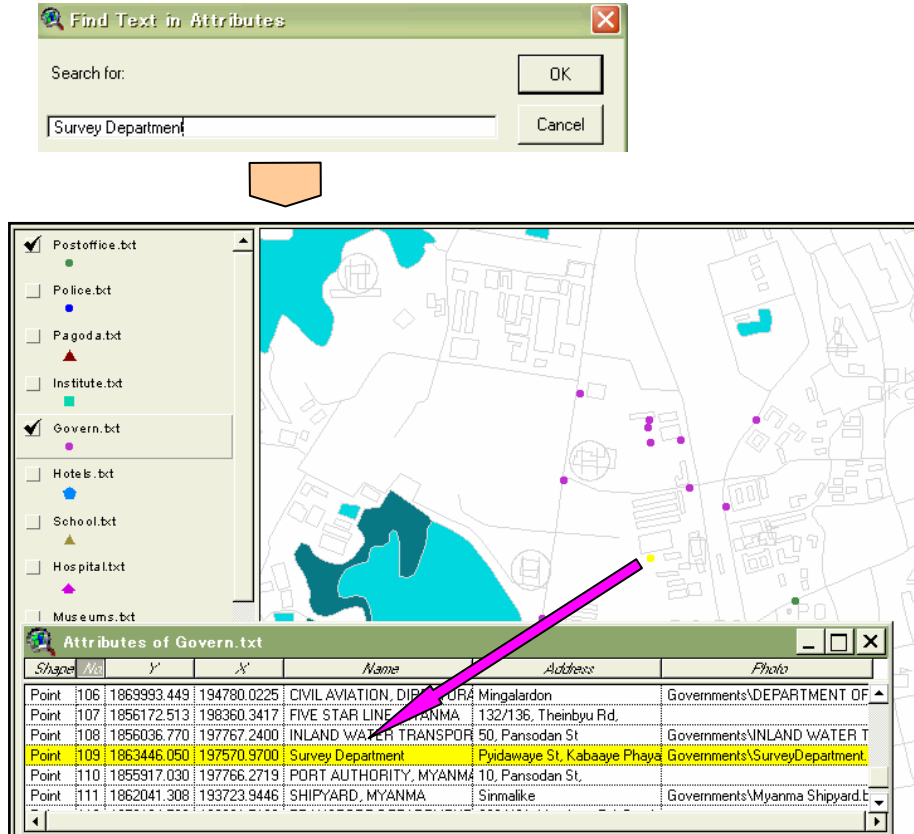 Find Text in Attributes
Search for:
OK
Survey Department
Cancel
Postoffice.txt
Police.txt
Pagoda.txt
Institute.txt
Govern.txt
Hotels.txt
School.txt
Hospital.txt
Museums.txt
Attributes of Govern.txt
Shape No Y X Name Address Photo
Point 106 1869993.449 194780.0225 CIVIL AVIATION, Mingalardon Governments\DEPARTMENT OF
Point 107 1856172.513 198360.3417 FIVE STAR LINE, 132/136, Theinbyu Rd,
Point 108 1856036.770 197767.2400 INLAND WATER TRANSPOR 50, Pansodan St Governments\INLAND WATER T
Point 109 1863446.050 197570.9700 Survey Department Pyidawaye St, Kabaaye Phaya Governments\SurveyDepartment.
Point 110 1855917.030 197766.2719 PORT AUTHORITY, MYANMA 10, Pansodan St,
Point 111 1862041.308 193723.9446 SHIPYARD, MYANMA Sinmalike Governments\Myanma Shipyard.b